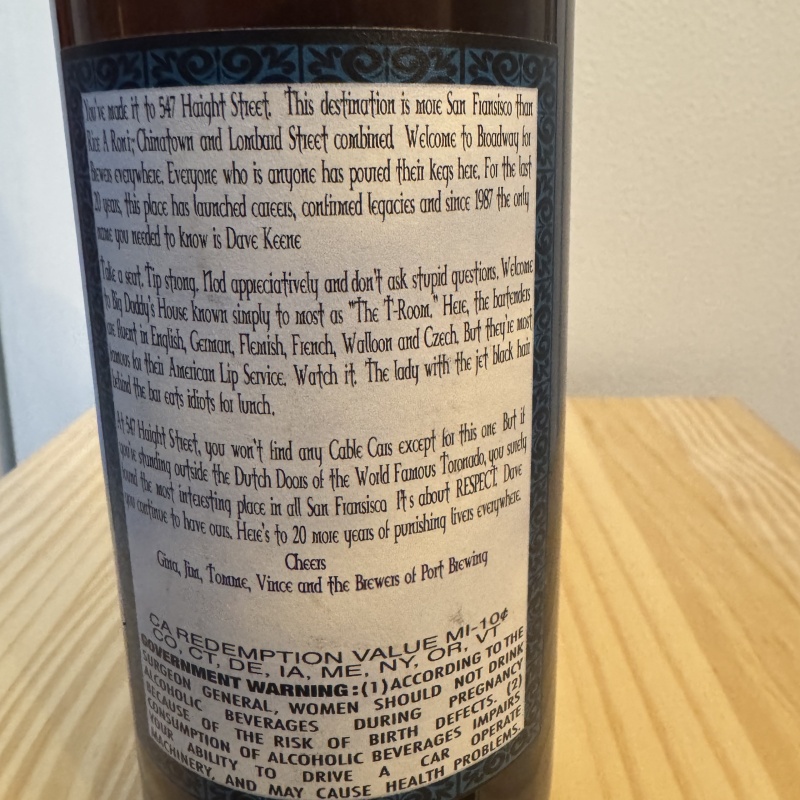 You've made it to 547 Haight Street. This destination is more San Fransisco than
Rice A Roni; Chinatown and Lombard Street combined Welcome to Broadway for
Brewers everywhere. Everyone who is anyone has poured their kegs here. For the last
20 years, this place has launched careers, confirmed legacies and since 1987 the only
name you needed to know is Dave Keene
Take a seat. Tip strong. Nod appreciatively and don't ask stupid questions. Welcome
to Big Daddy's House known simply to most as "The T-Room." Here, the bartenders
are fluent in English, German, Flemish, French, Walloon and Czech. But they're most
famous for their American Lip Service. Watch it. The lady with the jet black hair
behind the bar eats idiots for lunch.
At 547 Haight Street, you won't find any Cable Cars except for this one But if
you're standing outside the Dutch Doors of the World Famous Toronado, you surely
found the most interesting place in all San Fransisco It's about RESPECT. Dave
you continue to have ours. Here's to 20 more years of punishing livers everywhere.
Cheers
Gina, Jim, Tomme, Vince and the Brewers of Port Brewing
CA REDEMPTION VALUE MI-10¢
CO, CT, DE, IA, ME, NY, OR, VT
GOVERNMENT WARNING:(1)ACCORDING TO THE
SURGEON GENERAL, WOMEN SHOULD NOT DRINK
ALCOHOLIC BEVERAGES DURING PREGNANCY
BECAUSE OF THE RISK OF BIRTH DEFECTS. (2)
CONSUMPTION OF ALCOHOLIC BEVERAGES IMPAIRS
YOUR ABILITY TO DRIVE A CAR OPERATE
MACHINERY, AND MAY CAUSE HEALTH PROBLEMS.